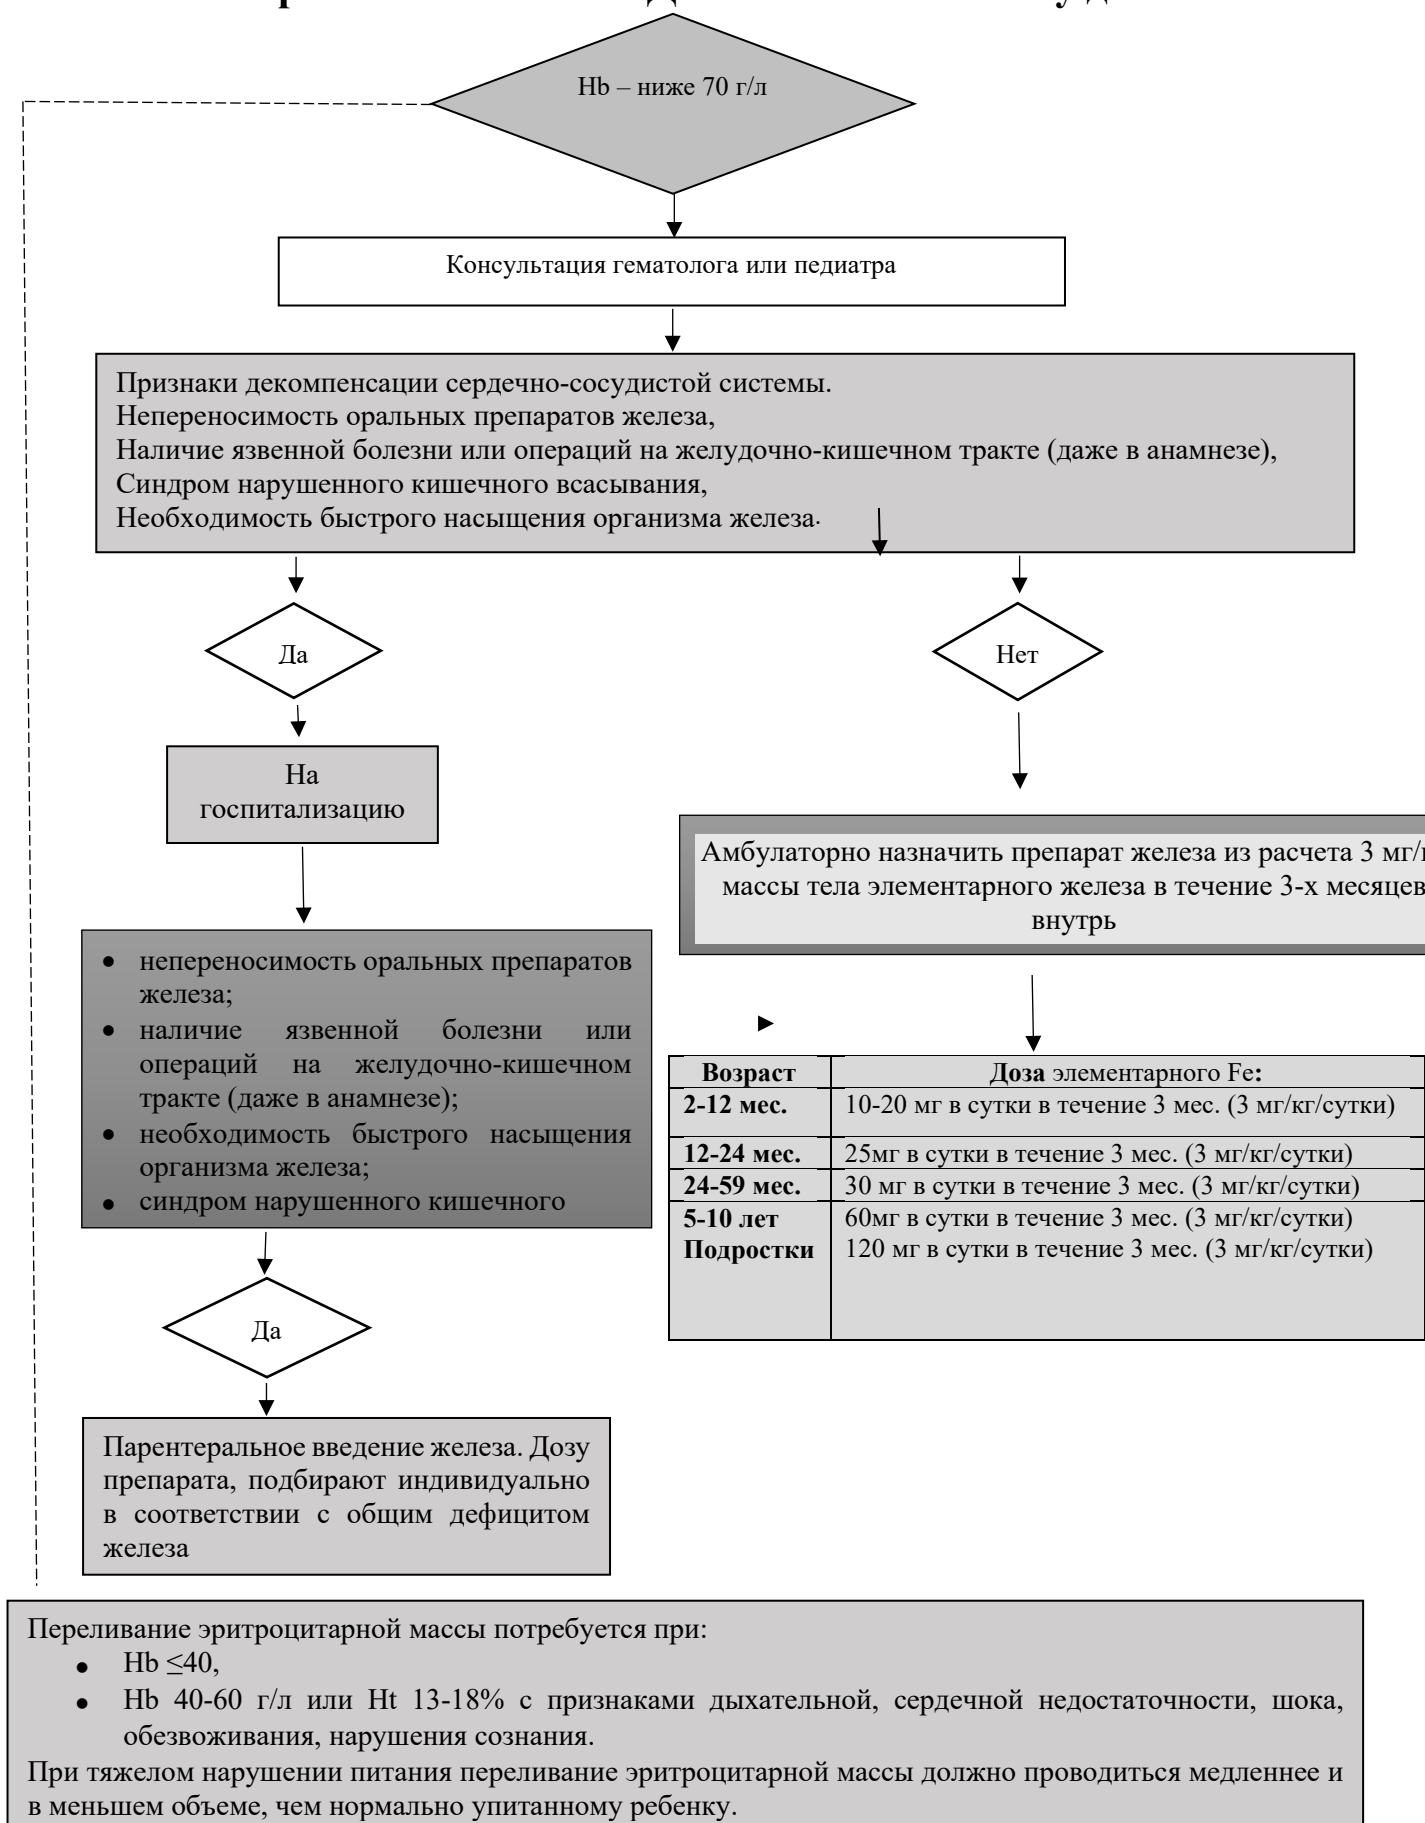 Hb – ниже 70 г/л
Консультация гематолога или педиатра
Признаки декомпенсации сердечно-сосудистой системы.
Непереносимость оральных препаратов железа,
Наличие язвенной болезни или операций на желудочно-кишечном тракте (даже в анамнезе),
Синдром нарушенного кишечного всасывания,
Необходимость быстрого насыщения организма железа.
Да
Нет
На
госпитализацию
Амбулаторно назначить препарат железа из расчета 3 мг/
массы тела элементарного железа в течение 3-х месяцев
внутрь
• непереносимость оральных препаратов
железа;
• наличие язвенной болезни или
операций на желудочно-кишечном
тракте (даже в анамнезе);
• необходимость быстрого насыщения
организма железа;
• синдром нарушенного кишечного
Возраст Доза элементарного Fe:
2-12 мес. 10-20 мг в сутки в течение 3 мес. (3 мг/кг/сутки)
12-24 мес. 25мг в сутки в течение 3 мес. (3 мг/кг/сутки)
24-59 мес. 30 мг в сутки в течение 3 мес. (3 мг/кг/сутки)
5-10 лет 60мг в сутки в течение 3 мес. (3 мг/кг/сутки)
Подростки 120 мг в сутки в течение 3 мес. (3 мг/кг/сутки)
Да
Парентеральное введение железа. Дозу
препарата, подбирают индивидуально
в соответствии с общим дефицитом
железа
Переливание эритроцитарной массы потребуется при:
• Hb ≤40,
• Hb 40-60 г/л или Ht 13-18% с признаками дыхательной, сердечной недостаточности, шока,
обезвоживания, нарушения сознания.
При тяжелом нарушении питания переливание эритроцитарной массы должно проводиться медленнее и
в меньшем объеме, чем нормально упитанному ребенку.